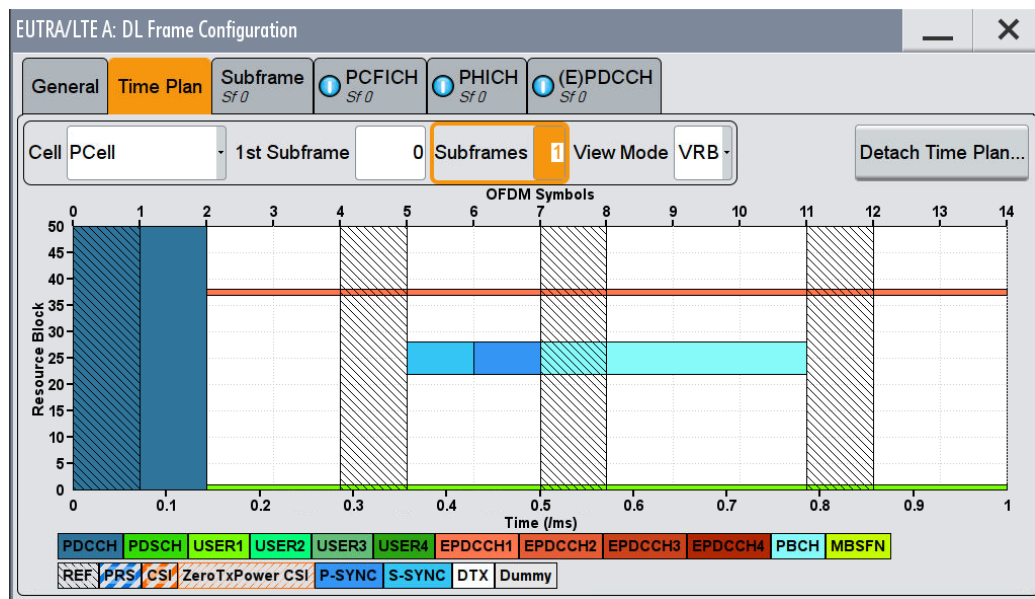 EUTRA/LTE A: DL Frame Configuration
General Time Plan Subframe Sf 0 PCFICH Sf 0 PHICH Sf 0 (E)PDCCH Sf 0
Cell PCell 1st Subframe 0 Subframes 1 View Mode VRB Detach Time Plan...
OFDM Symbols
0 1 2 3 4 5 6 7 8 9 10 11 12 13 14
Resource Block
50
45
40
35
30
25
20
15
10
5
0
0 0.1 0.2 0.3 0.4 0.5 0.6 0.7 0.8 0.9 1
Time (/ms)
PDCCH PDSCH USER1 USER2 USER3 USER4 EPDCCH1 EPDCCH2 EPDCCH3 EPDCCH4 PBCH MBSFN
REF PRS CSI ZeroTxPower CSI P-SYNC S-SYNC DTX Dummy